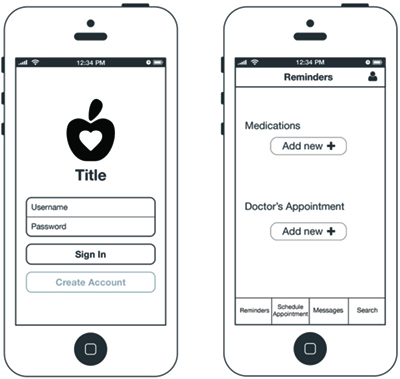 12:34 PM
Title
Username
Password
Sign In
Create Account
12:34 PM
Reminders
Medications
Add new +
Doctor's Appointment
Add new +
Reminders
Schedule
Appointment
Messages
Search